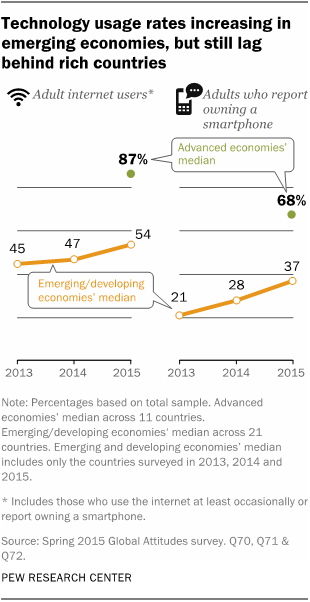 Technology usage rates increasing in
emerging economies, but still lag
behind rich countries
Adult internet users*
Adults who report
owning a
smartphone
87%
Advanced economies'
median
68%
45
47
54
Emerging/developing
economies' median
21
28
37
2013
2014
2015
2013
2014
2015
Note: Percentages based on total sample. Advanced
economies' median across 11 countries.
Emerging/developing economies' median across 21
countries. Emerging and developing economies' median
includes only the countries surveyed in 2013, 2014 and
2015.
* Includes those who use the internet at least occasionally or
report owning a smartphone.
Source: Spring 2015 Global Attitudes survey. Q70, Q71 &
Q72.
PEW RESEARCH CENTER